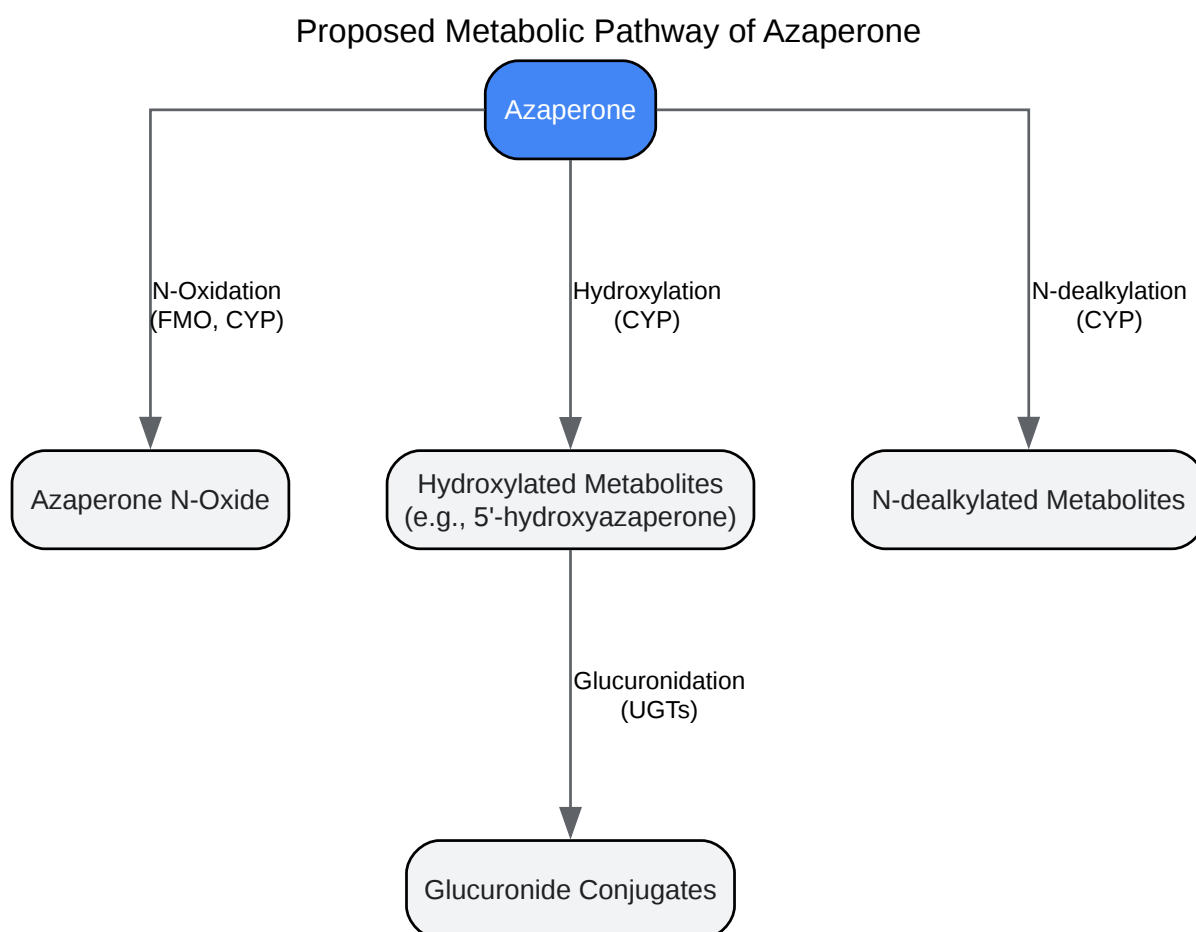 Proposed Metabolic Pathway of Azaperone
Azaperone
N-Oxidation
(FMO, CYP)
Hydroxylation
(CYP)
N-dealkylation
(CYP)
Azaperone N-Oxide
Hydroxylated Metabolites
(e.g., 5'-hydroxyazaperone)
N-dealkylated Metabolites
Glucuronidation
(UGTs)
Glucuronide Conjugates